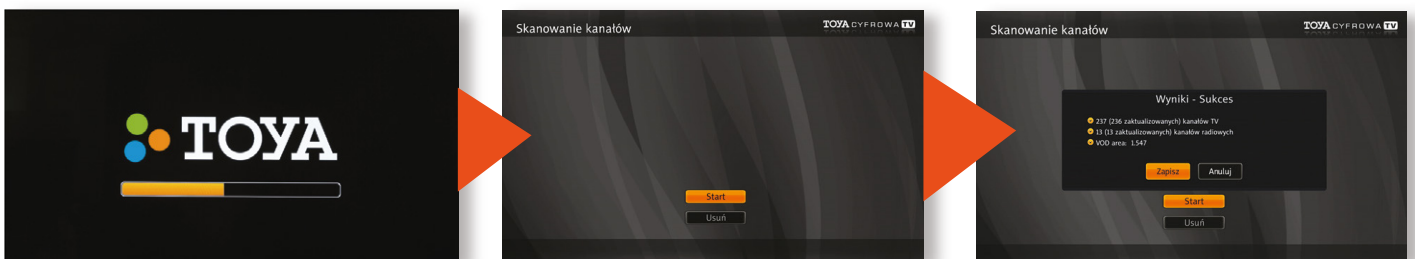 TOYA
Skanowanie kanałów
TOYA CYFROWA TV
Start
Usuń
Skanowanie kanałów
TOYA CYFROWA TV
Wyniki - Sukces
237 (236 zaktualizowanych) kanałów TV
13 (13 zaktualizowanych) kanałów radiowych
VOD area: 1.547
Zapisz Anuluj
Start
Usuń